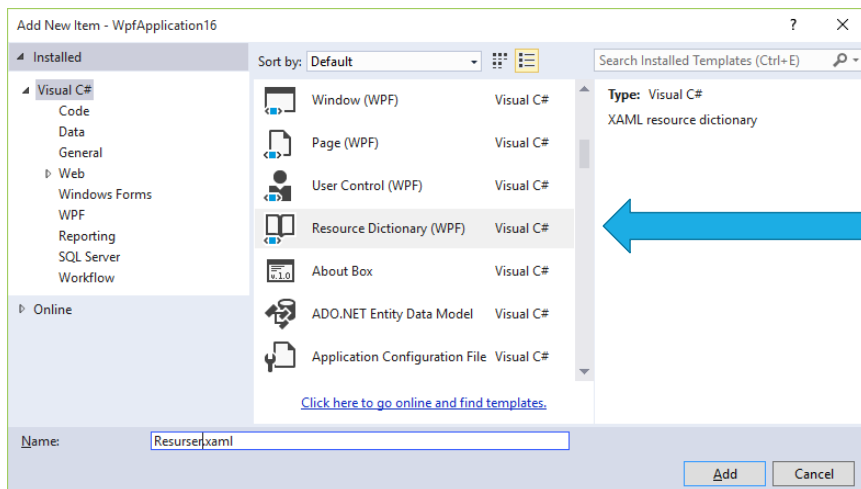 Add New Item - WpfApplication16
? ×
Installed
Sort by: Default
Search Installed Templates (Ctrl+E)
Visual C#
Code
Data
General
Web
Windows Forms
WPF
Reporting
SQL Server
Workflow
Online
Window (WPF) Visual C#
Page (WPF) Visual C#
User Control (WPF) Visual C#
Resource Dictionary (WPF) Visual C#
v.1.0
About Box Visual C#
ADO.NET Entity Data Model Visual C#
Application Configuration File Visual C#
Click here to go online and find templates.
Type: Visual C#
XAML resource dictionary
Name: Resurser.xaml
Add Cancel